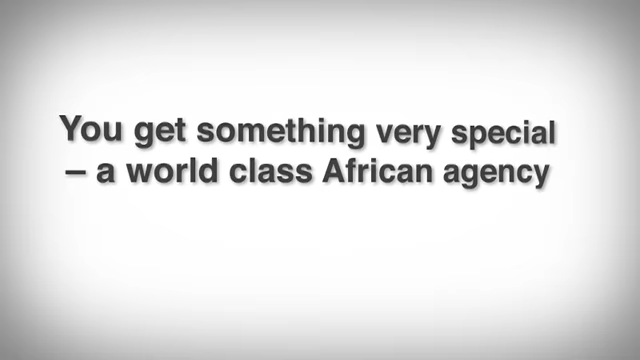 You get something very special
– a world class African agency